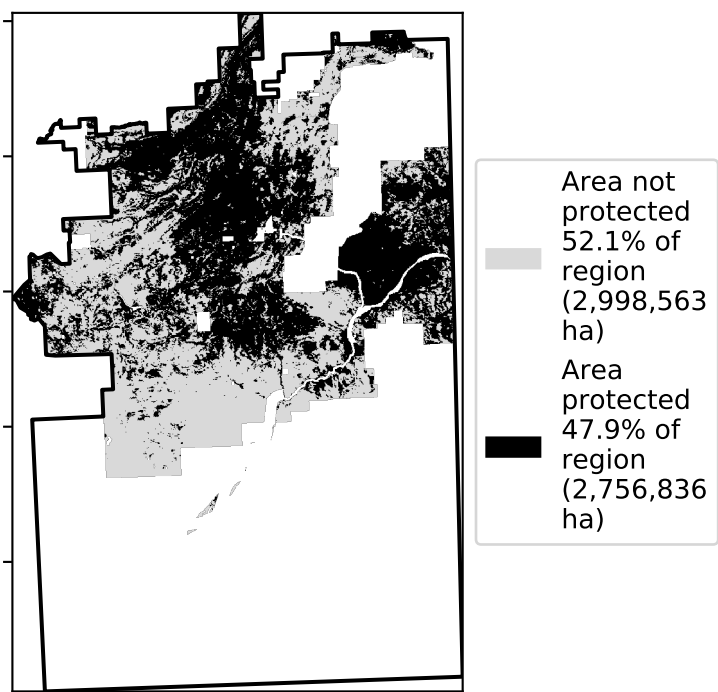 Area not
protected
52.1% of
region
(2,998,563
ha)
Area
protected
47.9% of
region
(2,756,836
ha)